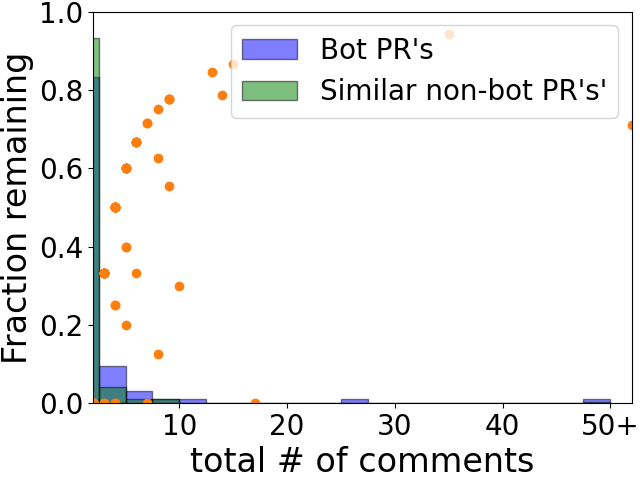 1.0
0.8
0.6
0.4
0.2
0.0
Fraction remaining
Bot PR's
Similar non-bot PR's'
10 20 30 40 50+
total # of comments